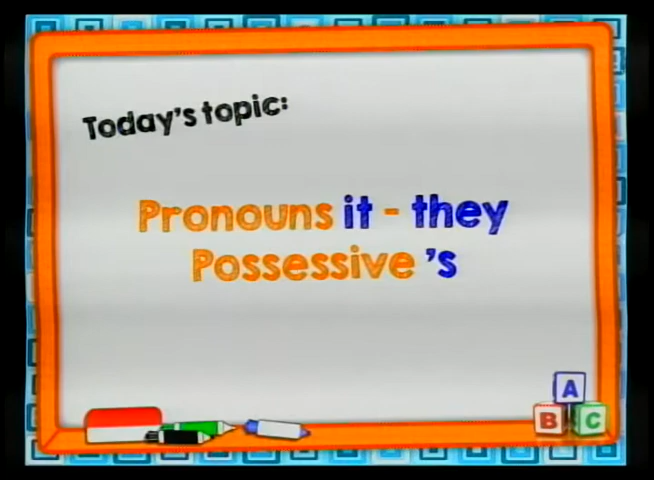 Today's topic:
Pronouns it - they
Possessive 's
A
B C